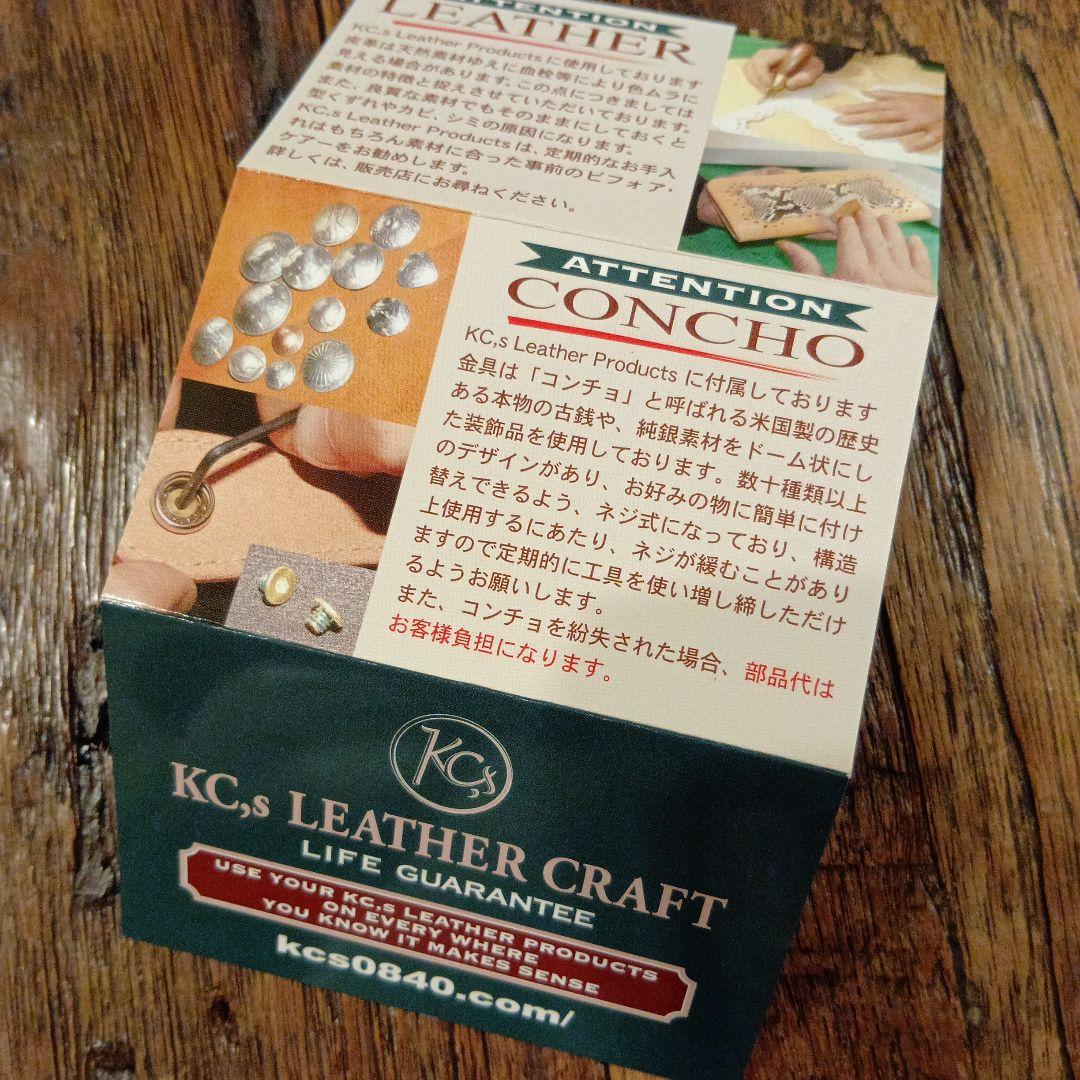 ATTENTION
LEATHER
KC,s Leather Productsに使用しております
皮革は天然素材ゆえに血栓等により色ムラに
見える場合があります。この点につきましては
素材の特徴と捉えさせていただいております。
また、良質な素材でもそのままにしておくと
型くずれやカビ、シミの原因になります。
KC,s Leather Productsは、定期的なお手入
れはもちろん素材に合った事前のビフォア・
ケアーをお勧めします。
詳しくは、販売店にお尋ねください。
ATTENTION
CONCHO
KC,s Leather Products に付属しております
金具は「コンチョ」と呼ばれる米国製の歴史
ある本物の古銭や、純銀素材をドーム状にし
た装飾品を使用しております。数十種類以上
のデザインがあり、お好みの物に簡単に付け
替えできるよう、ネジ式になっており、構造
上使用するにあたり、ネジが緩むことがあり
ますので定期的に工具を使い増し締しただけ
るようお願いします。
また、コンチョを紛失された場合、部品代は
お客様負担になります。
KC,s
KC,s LEATHER CRAFT
LIFE GUARANTEE
USE YOUR KC,S LEATHER PRODUCTS
ON EVERY WHERE
YOU KNOW IT MAKES SENSE
kcs0840.com/